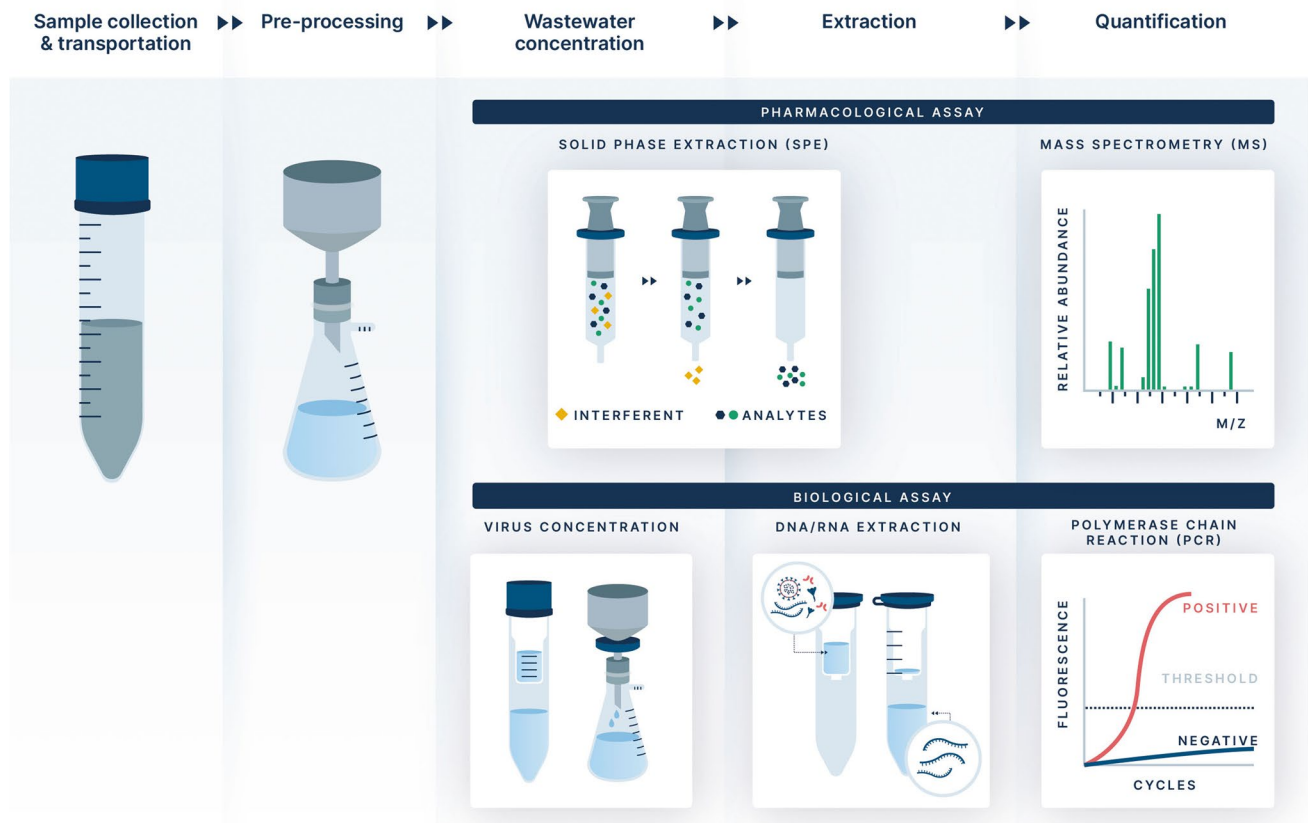 Sample collection
& transportation
Pre-processing
Wastewater
concentration
Extraction
Quantification
PHARMACOLOGICAL ASSAY
SOLID PHASE EXTRACTION (SPE)
MASS SPECTROMETRY (MS)
INTERFERENT
ANALYTES
RELATIVE ABUNDANCE
M/Z
BIOLOGICAL ASSAY
VIRUS CONCENTRATION
DNA/RNA EXTRACTION
POLYMERASE CHAIN
REACTION (PCR)
FLUORESCENCE
POSITIVE
THRESHOLD
NEGATIVE
CYCLES